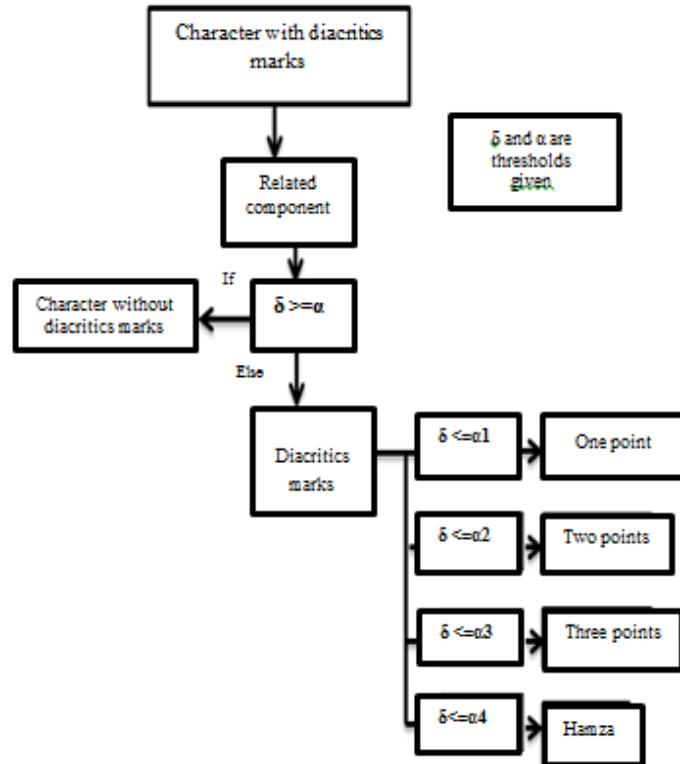 Character with diacritics
marks
δ and α are
thresholds
given
Related
component
If
δ >=α
Character without
diacritics marks
Else
Diacritics
marks
δ <=α1
One point
δ <=α2
Two points
δ <=α3
Three points
δ<=α4
Hamza